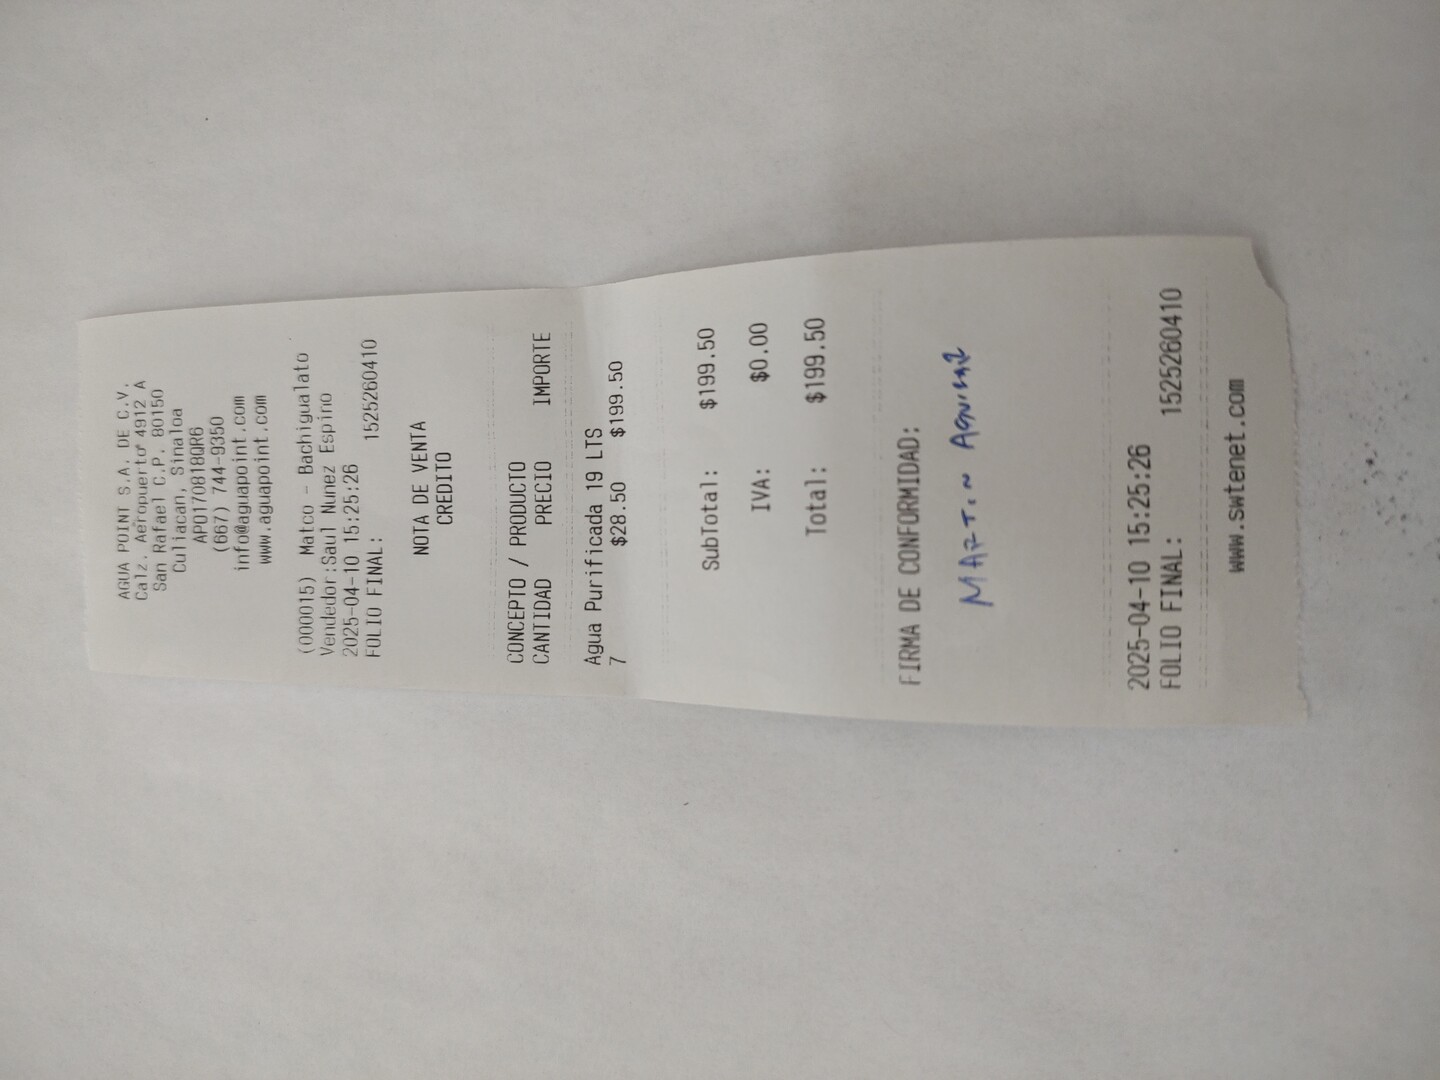 AGUA POINT S.A. DE C.V.
Calz. Aeropuerto 4912 A
San Rafael C.P. 80150
Culiacan, Sinaloa
APO170818QR6
(667) 744-9350
info@aguapoint.com
www.aguapoint.com
(000015) Matco - Bachigualato
Vendedor:Saul Nunez Espino
2025-04-10 15:25:26
FOLIO FINAL: 1525260410
NOTA DE VENTA
CREDITO
CONCEPTO / PRODUCTO
CANTIDAD PRECIO IMPORTE
Agua Purificada 19 LTS
7 $28.50 $199.50
SubTotal: $199.50
IVA: $0.00
Total: $199.50
FIRMA DE CONFORMIDAD:
MARTIN
2025-04-10 15:25:26
FOLIO FINAL: 1525260410
www.swtenet.com